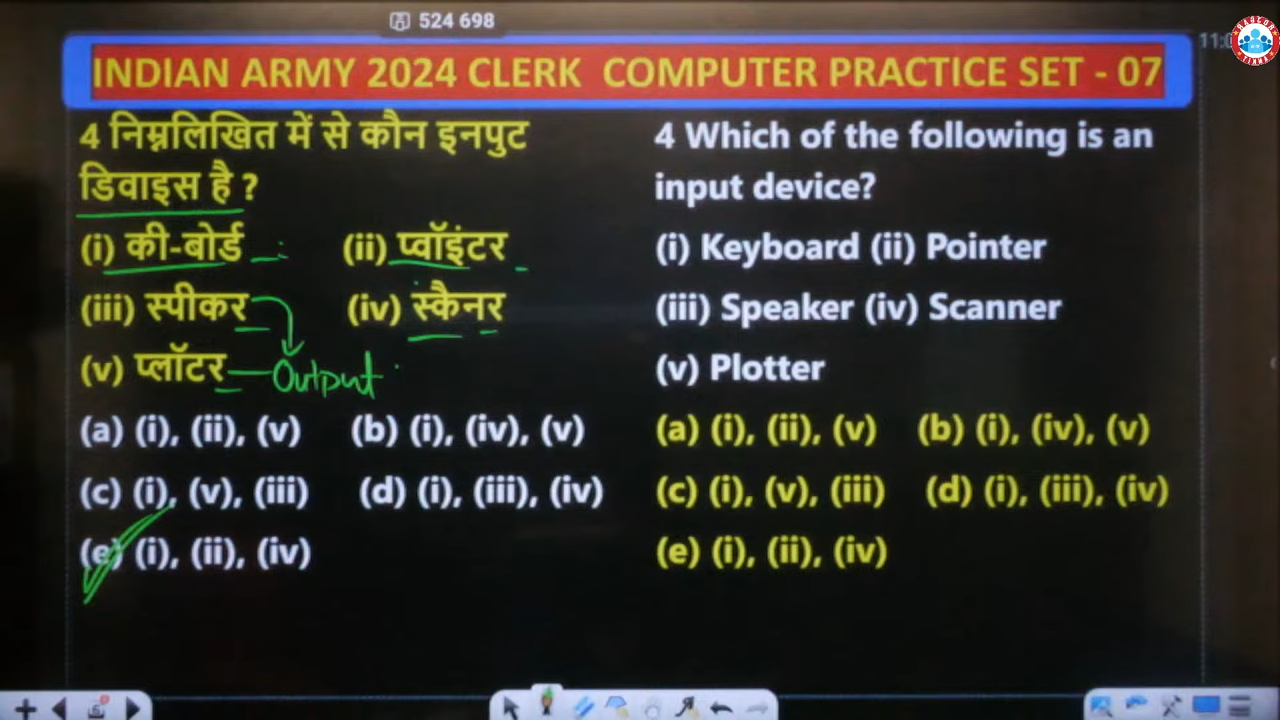 524 698
INDIAN ARMY 2024 CLERK COMPUTER PRACTICE SET - 07
4 निम्नलिखित में से कौन इनपुट
डिवाइस है ?
(i) की-बोर्ड (ii) प्वॉइंटर
(iii) स्पीकर (iv) स्कैनर
(v) प्लॉटर Output
(a) (i), (ii), (v) (b) (i), (iv), (v)
(c) (i), (v), (iii) (d) (i), (iii), (iv)
(e) (i), (ii), (iv)
4 Which of the following is an
input device?
(i) Keyboard (ii) Pointer
(iii) Speaker (iv) Scanner
(v) Plotter
(a) (i), (ii), (v) (b) (i), (iv), (v)
(c) (i), (v), (iii) (d) (i), (iii), (iv)
(e) (i), (ii), (iv)